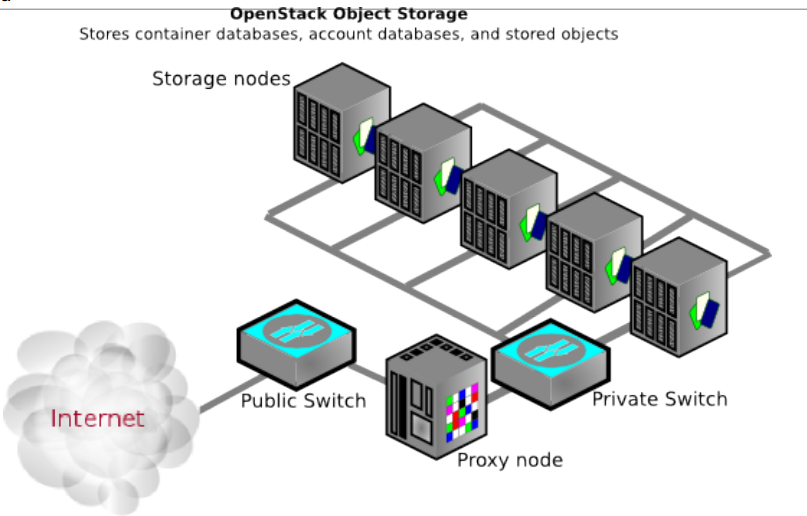 OpenStack Object Storage
Stores container databases, account databases, and stored objects
Storage nodes
Internet
Public Switch
Private Switch
Proxy node